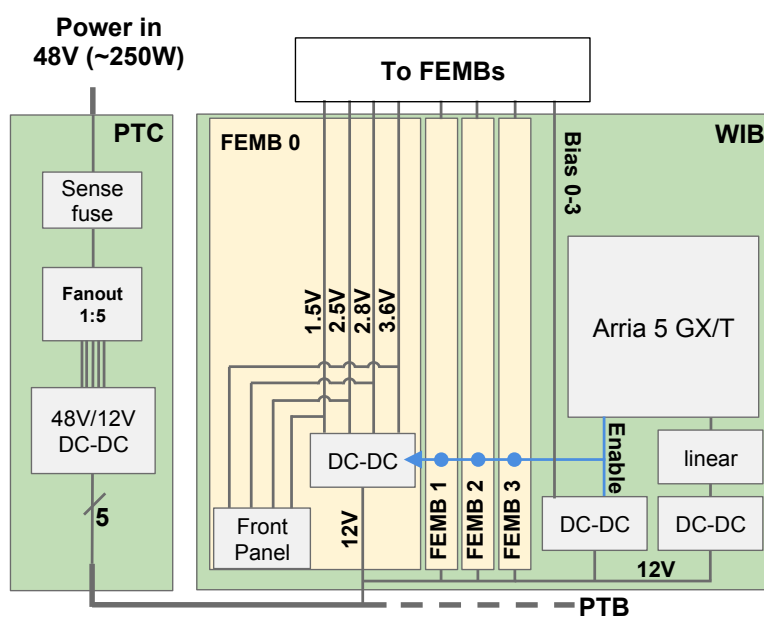 Power in
48V (~250W)
To FEMBs
PTC
FEMB 0
WIB
Bias 0-3
Sense
fuse
Fanout
1:5
1.5V
2.5V
2.8V
3.6V
Arria 5 GX/T
48V/12V
DC-DC
DC-DC
Enable
linear
5
Front
Panel
12V
FEMB 1
FEMB 2
FEMB 3
DC-DC
DC-DC
12V
PTB